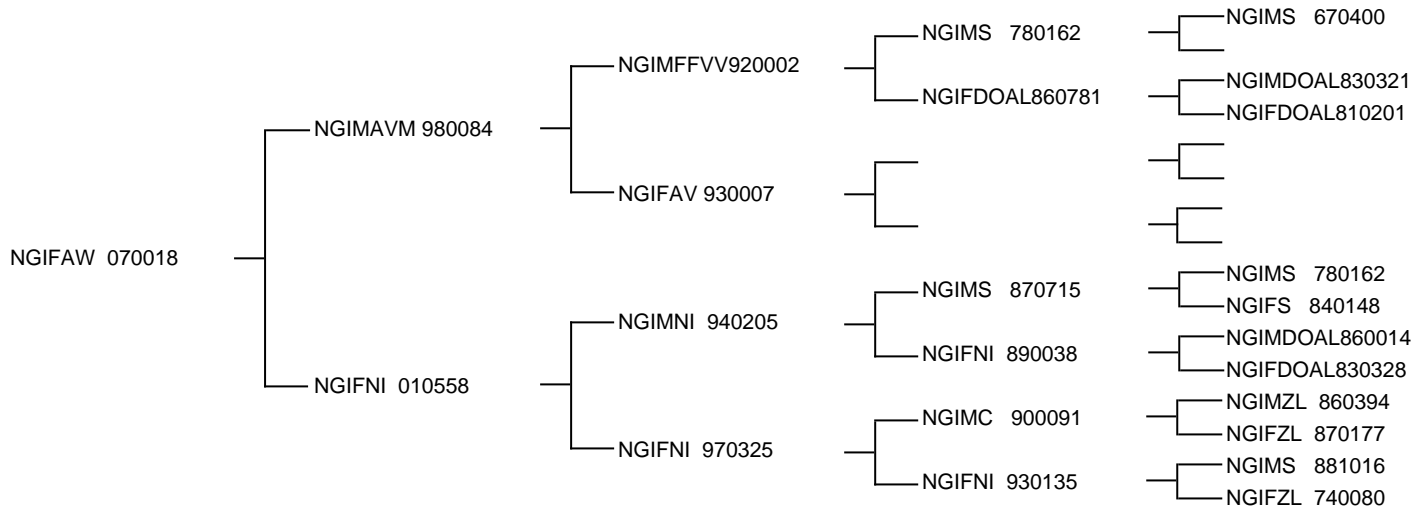 NGIMS 670400
NGIMS 780162
NGIMFFVV920002
NGIMDOAL830321
NGIFDOAL860781
NGIFDOAL810201
NGIMAVM 980084
NGIFAV 930007
NGIFAW 070018
NGIMS 780162
NGIMS 870715
NGIFS 840148
NGIMNI 940205
NGIMDOAL860014
NGIFNI 890038
NGIFDOAL830328
NGIFNI 010558
NGIMZL 860394
NGIMC 900091
NGIFZL 870177
NGIFNI 970325
NGIMS 881016
NGIFNI 930135
NGIFZL 740080